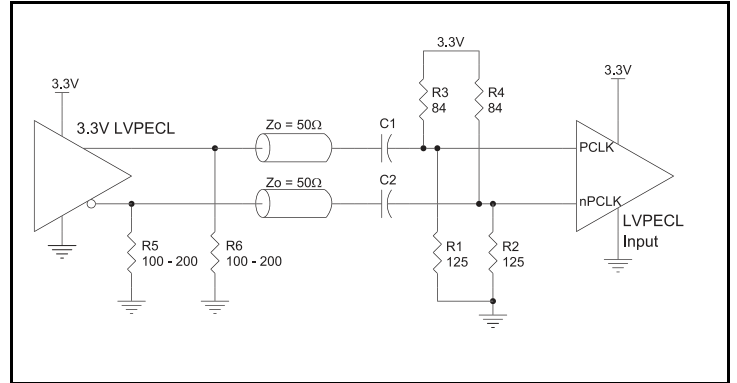 3.3V
3.3V LVPECL
Zo = 50Ω
Zo = 50Ω
C1
C2
3.3V
R3
84
R4
84
3.3V
PCLK
nPCLK
LVPECL
Input
R5
100 - 200
R6
100 - 200
R1
125
R2
125